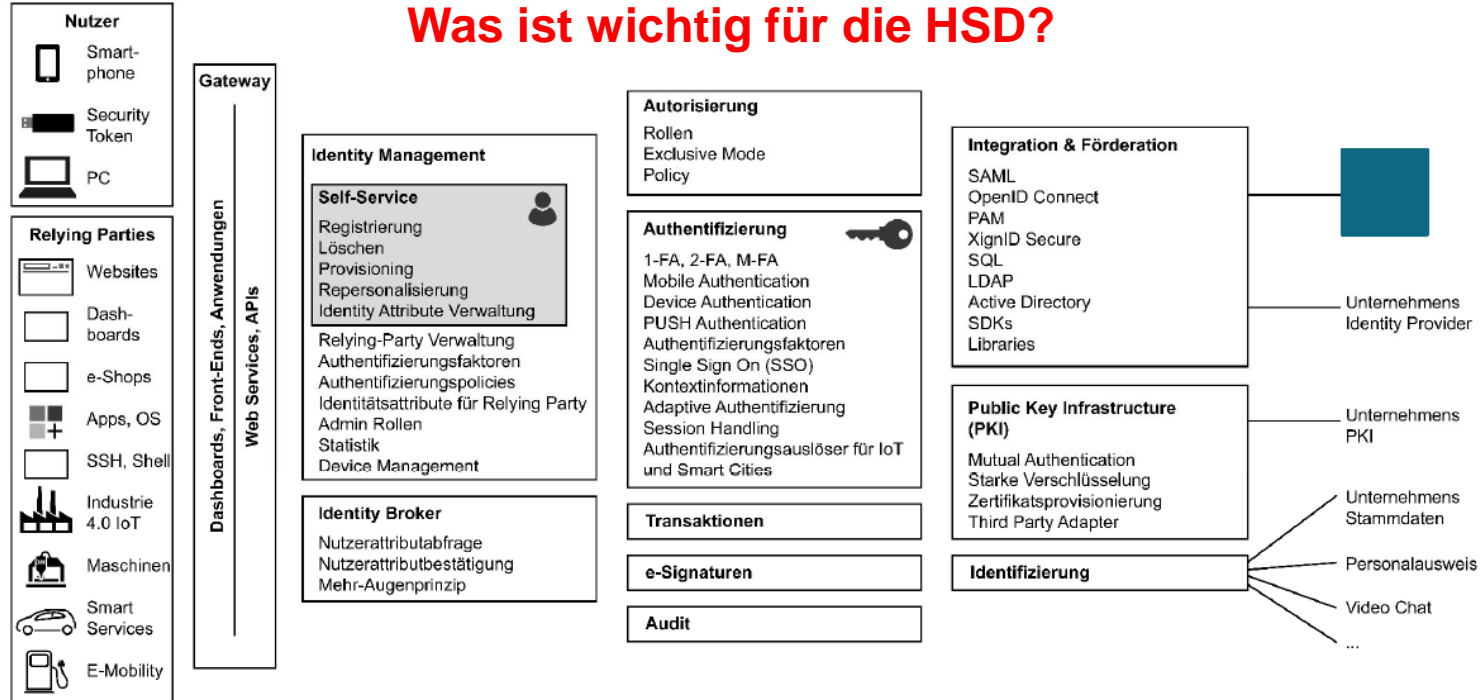 Was ist wichtig für die HSD?
Nutzer
Smart-
phone
Security
Token
PC
Relying Parties
Websites
Dash-
boards
e-Shops
Apps, OS
SSH, Shell
Industrie
4.0 IoT
Maschinen
Smart
Services
E-Mobility
Gateway
Dashboards, Front-Ends, Anwendungen
Web Services, APIs
Identity Management
Self-Service
Registrierung
Löschen
Provisioning
Repersonalisierung
Identity Attribute Verwaltung
Relying-Party Verwaltung
Authentifizierungsfaktoren
Authentifizierungspolicies
Identitätsattribute für Relying Party
Admin Rollen
Statistik
Device Management
Identity Broker
Nutzerattributabfrage
Nutzerattributbestätigung
Mehr-Augenprinzip
Autorisierung
Rollen
Exclusive Mode
Policy
Authentifizierung
1-FA, 2-FA, M-FA
Mobile Authentication
Device Authentication
PUSH Authentication
Authentifizierungsfaktoren
Single Sign On (SSO)
Kontextinformationen
Adaptive Authentifizierung
Session Handling
Authentifizierungsauslöser für IoT
und Smart Cities
Transaktionen
e-Signaturen
Audit
Integration & Förderation
SAML
OpenID Connect
PAM
XignID Secure
SQL
LDAP
Active Directory
SDKs
Libraries
Public Key Infrastructure
(PKI)
Mutual Authentication
Starke Verschlüsselung
Zertifikatsprovisionierung
Third Party Adapter
Identifizierung
Unternehmens
Identity Provider
Unternehmens
PKI
Unternehmens
Stammdaten
Personalausweis
Video Chat
...